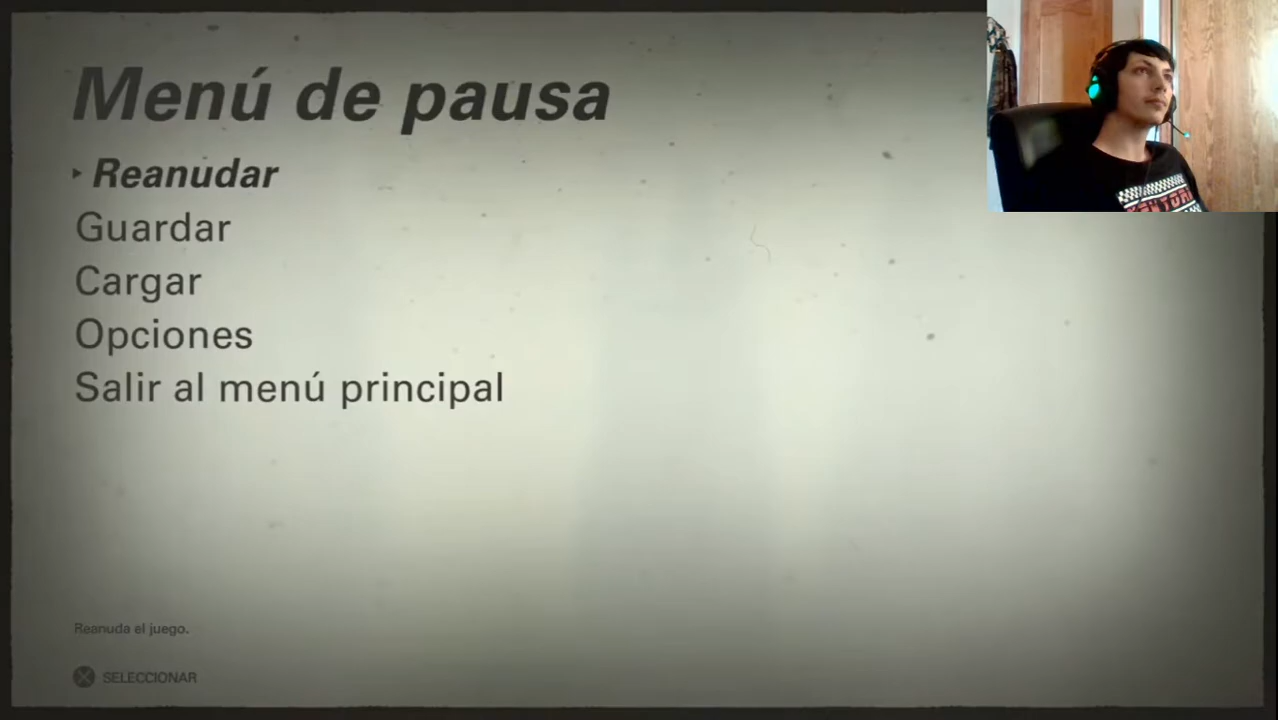 Menú de pausa
Reanudar
Guardar
Cargar
Opciones
Salir al menú principal
Reanuda el juego.
SELECCIONAR